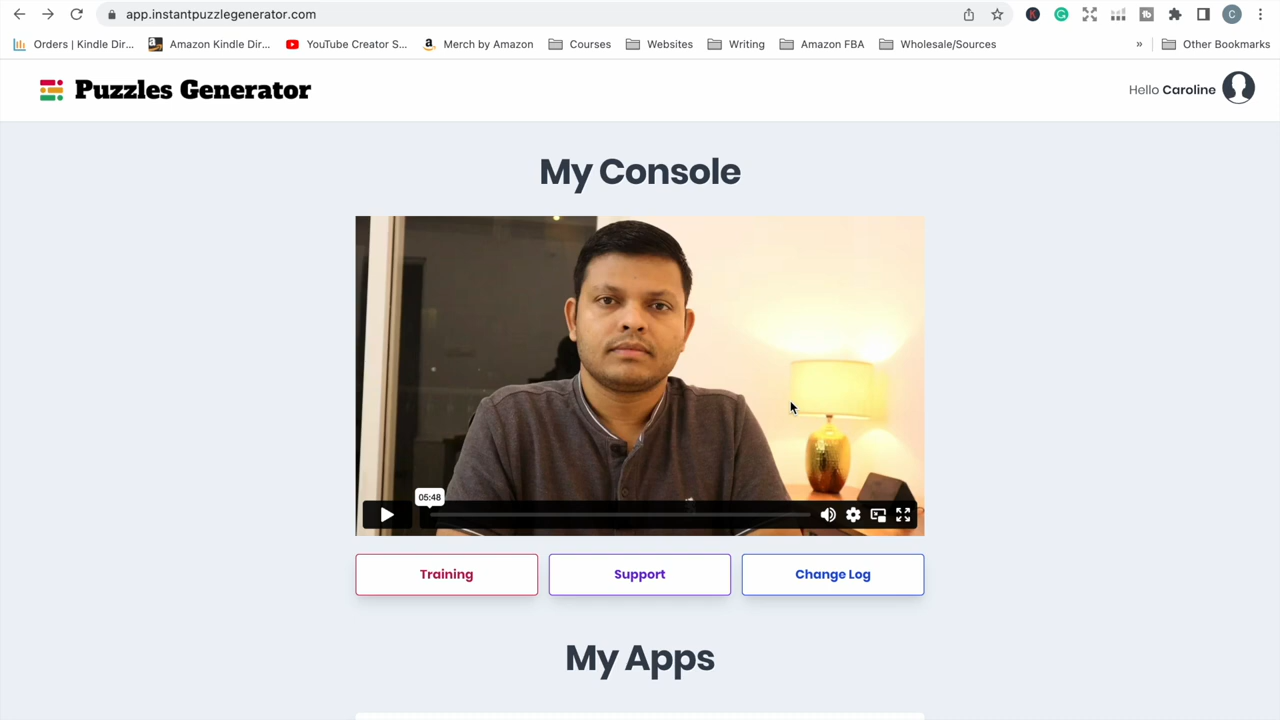 app.instantpuzzlegenerator.com
Orders | Kindle Dir...
Amazon Kindle Dir...
YouTube Creator S...
Merch by Amazon
Courses
Websites
Writing
Amazon FBA
Wholesale/Sources
»
Other Bookmarks
Puzzles Generator
Hello Caroline
My Console
05:48
Training
Support
Change Log
My Apps